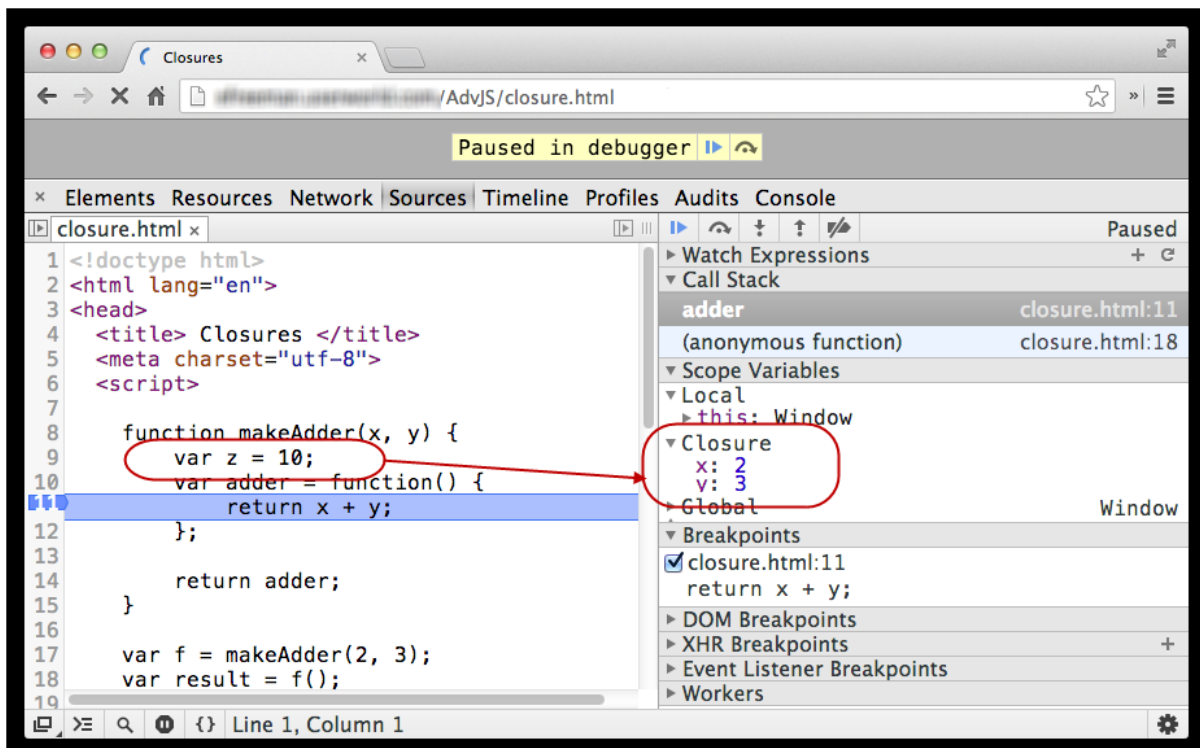 Closures ×
/AdvJS/closure.html »
Paused in debugger
× Elements Resources Network Sources Timeline Profiles Audits Console
closure.html ×
1 <!doctype html>
2 <html lang="en">
3 <head>
4 <title> Closures </title>
5 <meta charset="utf-8">
6 <script>
7
8 function makeAdder(x, y) {
9 var z = 10;
10 var adder = function() {
11 return x + y;
12 };
13
14 return adder;
15 }
16
17 var f = makeAdder(2, 3);
18 var result = f();
19
Paused
Watch Expressions +
Call Stack
adder closure.html:11
(anonymous function) closure.html:18
Scope Variables
Local
this: Window
Closure
x: 2
y: 3
Global Window
Breakpoints
closure.html:11
return x + y;
DOM Breakpoints
XHR Breakpoints +
Event Listener Breakpoints
Workers
{} Line 1, Column 1